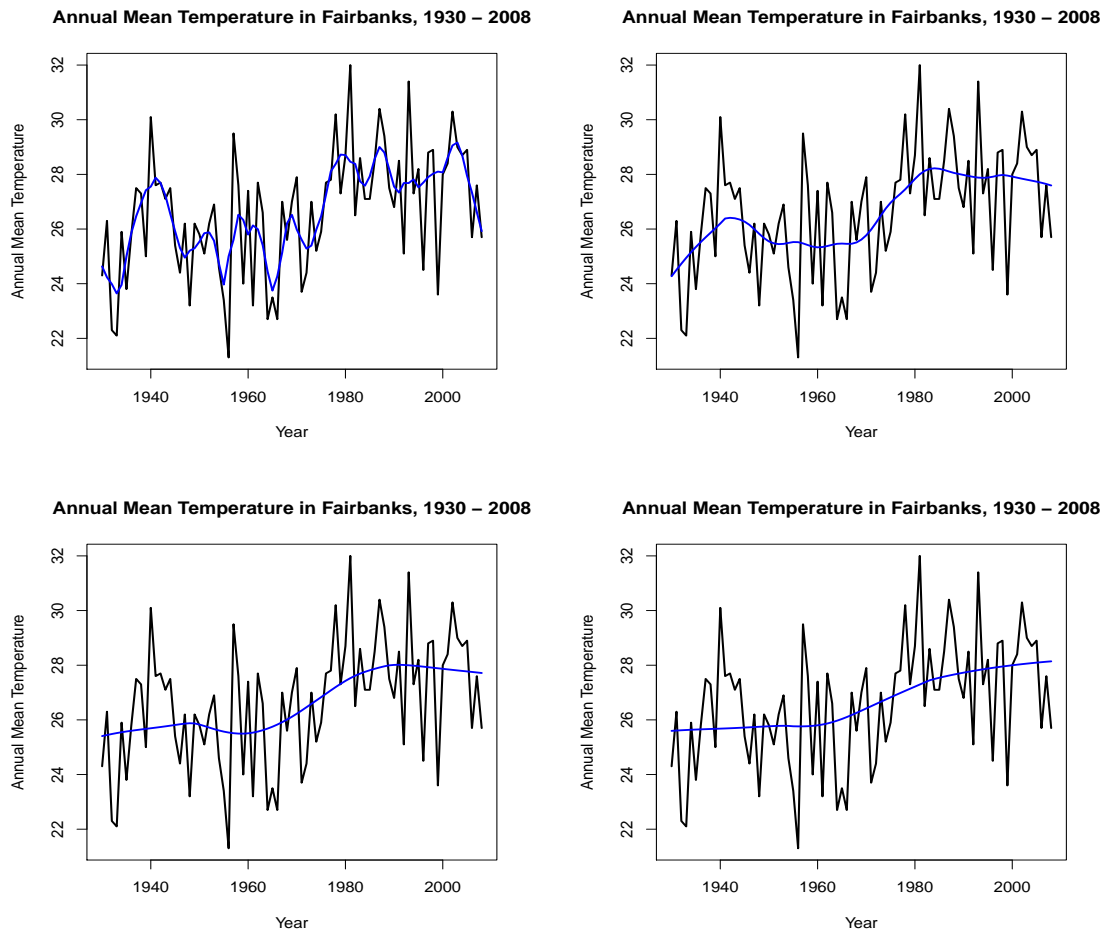 Annual Mean Temperature in Fairbanks, 1930 – 2008
Annual Mean Temperature
32
30
28
26
24
22
1940 1960 1980 2000
Year
Annual Mean Temperature in Fairbanks, 1930 – 2008
Annual Mean Temperature
32
30
28
26
24
22
1940 1960 1980 2000
Year
Annual Mean Temperature in Fairbanks, 1930 – 2008
Annual Mean Temperature
32
30
28
26
24
22
1940 1960 1980 2000
Year
Annual Mean Temperature in Fairbanks, 1930 – 2008
Annual Mean Temperature
32
30
28
26
24
22
1940 1960 1980 2000
Year